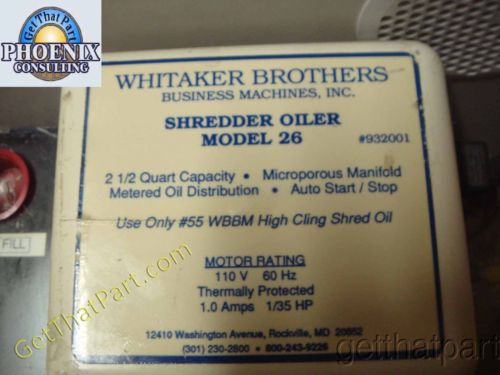 Get That Part
PHOENIX
CONSULTING
WHITAKER BROTHERS
BUSINESS MACHINES, INC.
SHREDDER OILER
MODEL 26
#932001
2 1/2 Quart Capacity • Microporous Manifold
Metered Oil Distribution • Auto Start / Stop
Use Only #55 WBBM High Cling Shred Oil
FILL
MOTOR RATING
110 V 60 Hz
Thermally Protected
1.0 Amps 1/35 HP
12410 Washington Avenue, Rockville, MD 20852
(301) 230-2800 • 800-243-9226
GetThatPart.com
getthatpart